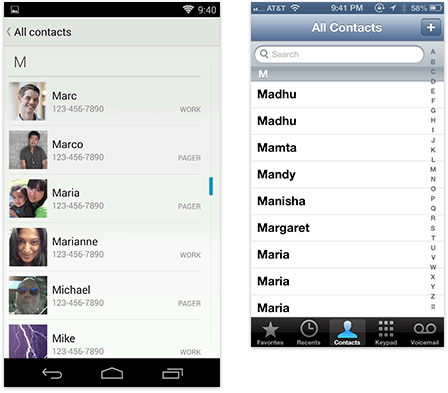 9:40
All contacts
M
Marc
123-456-7890
WORK
Marco
123-456-7890
PAGER
Maria
123-456-7890
PAGER
Marianne
123-456-7890
WORK
Michael
123-456-7890
PAGER
Mike
123-456-7890
WORK
AT&T 9:41 PM 58%
All Contacts +
Search
M
Madhu
Madhu
Mamta
Mandy
Manisha
Margaret
Maria
Maria
Maria
A
B
C
D
E
F
G
H
I
J
K
L
M
N
O
P
Q
R
S
T
U
V
W
X
Y
Z
#
Favorites Recents Contacts Keypad Voicemail